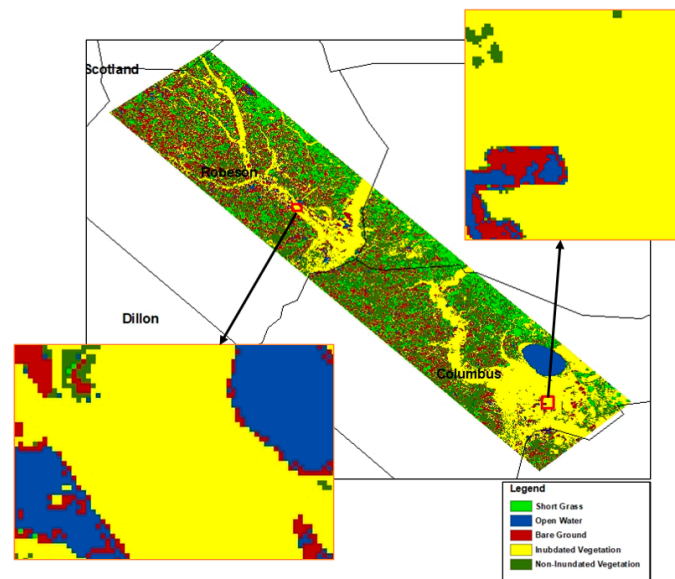 Scotland
Robeson
Dillon
Columbus
Legend
Short Grass
Open Water
Bare Ground
Inubdated Vegetation
Non-Inundated Vegetation